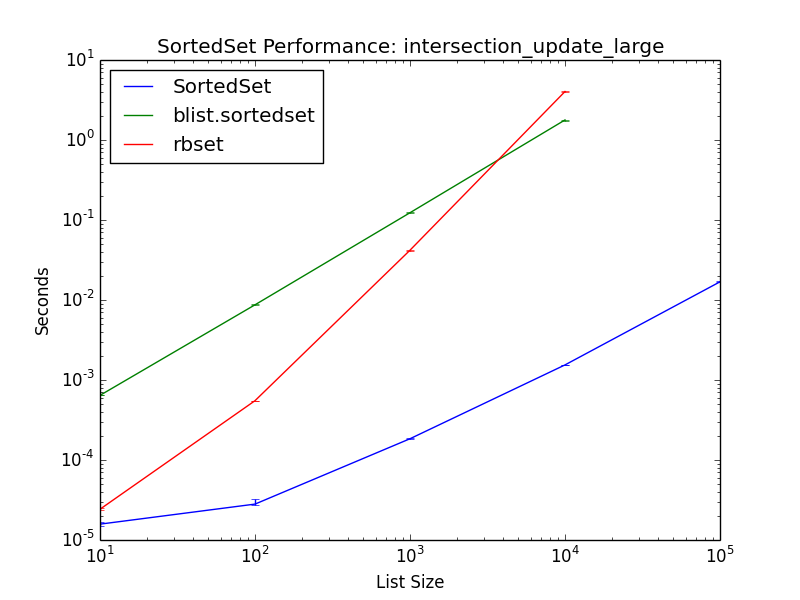 SortedSet Performance: intersection_update_large
SortedSet
blist.sortedset
rbset
10^1
10^0
10^-1
10^-2
10^-3
10^-4
10^-5
Seconds
10^1 10^2 10^3 10^4 10^5
List Size